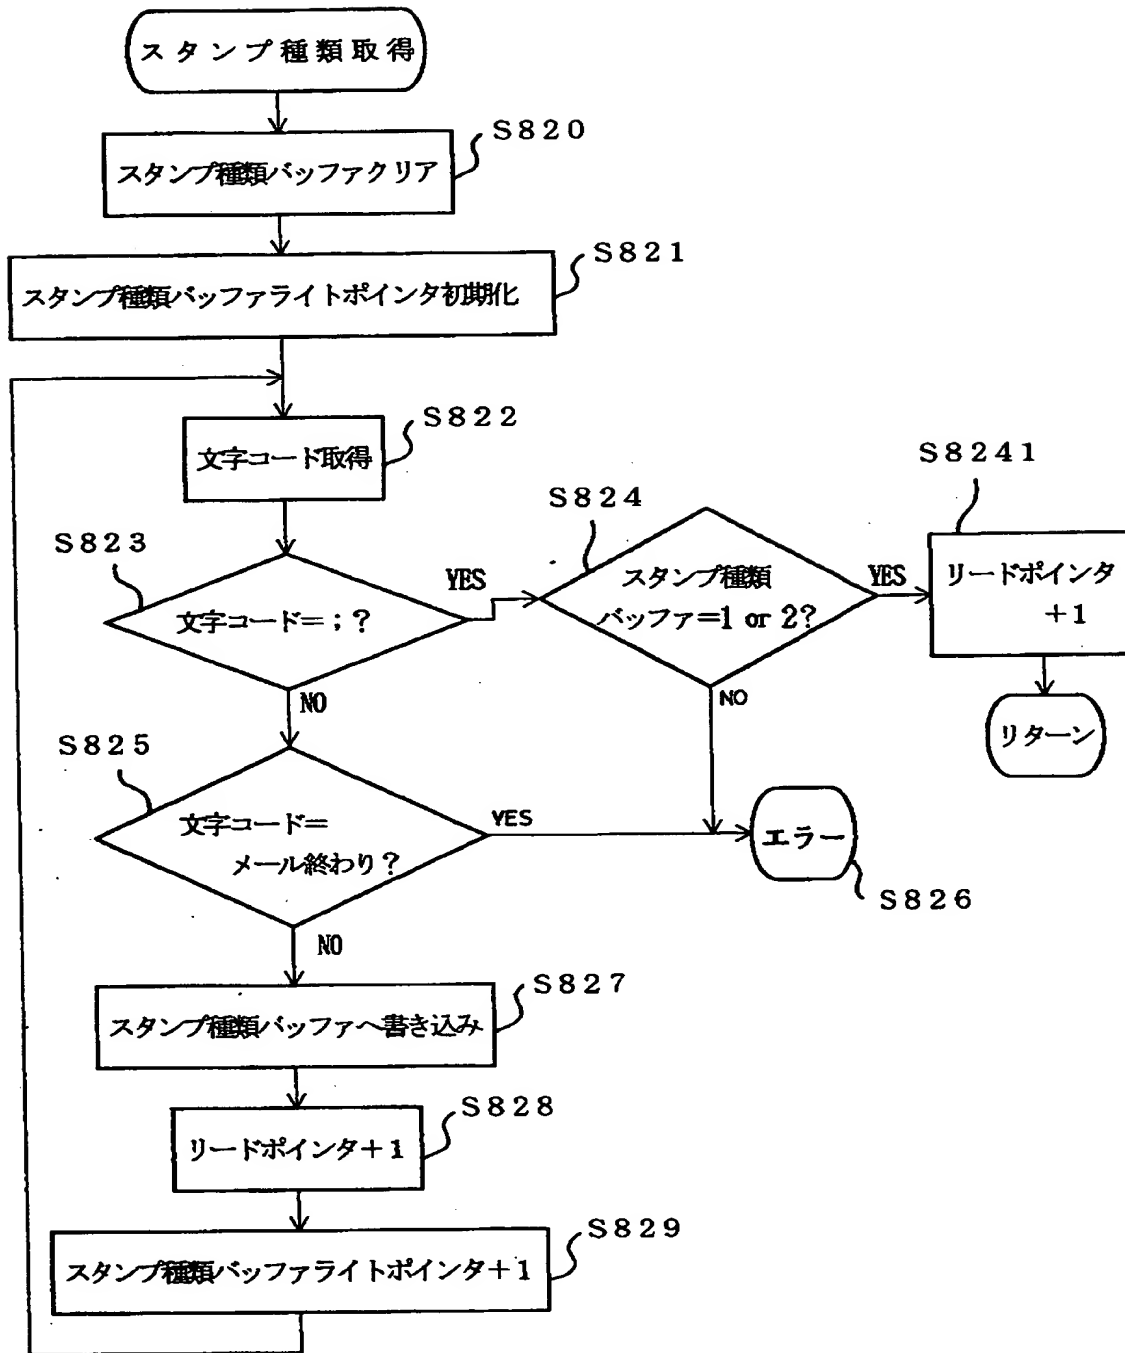 スタンプ種類取得
S820
スタンプ種類バッファクリア
S821
スタンプ種類バッファライトポインタ初期化
S822
文字コード取得
S823
文字コード=;?
YES
NO
S824
スタンプ種類
バッファ=1 or 2?
YES
NO
S8241
リードポインタ
+1
リターン
S825
文字コード=
メール終わり?
YES
NO
エラー
S826
S827
スタンプ種類バッファへ書き込み
S828
リードポインタ+1
S829
スタンプ種類バッファライトポインタ+1